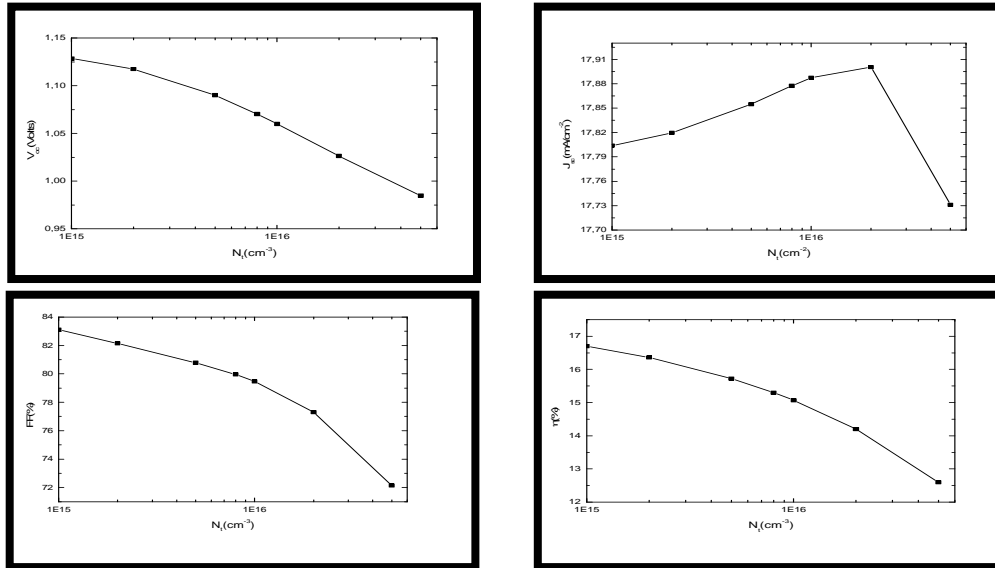 1,15
1,10
1,05
1,00
0,95
V_oc(Volts)
1E15 1E16
N_t(cm^-3)
17,91
17,88
17,85
17,82
17,79
17,76
17,73
17,70
J_sc(mA/cm^-2)
1E15 1E16
N_t(cm^-2)
84
82
80
78
76
74
72
FF(%)
1E15 1E16
N_t(cm^-3)
17
16
15
14
13
12
η(%)
1E15 1E16
N_t(cm^-3)